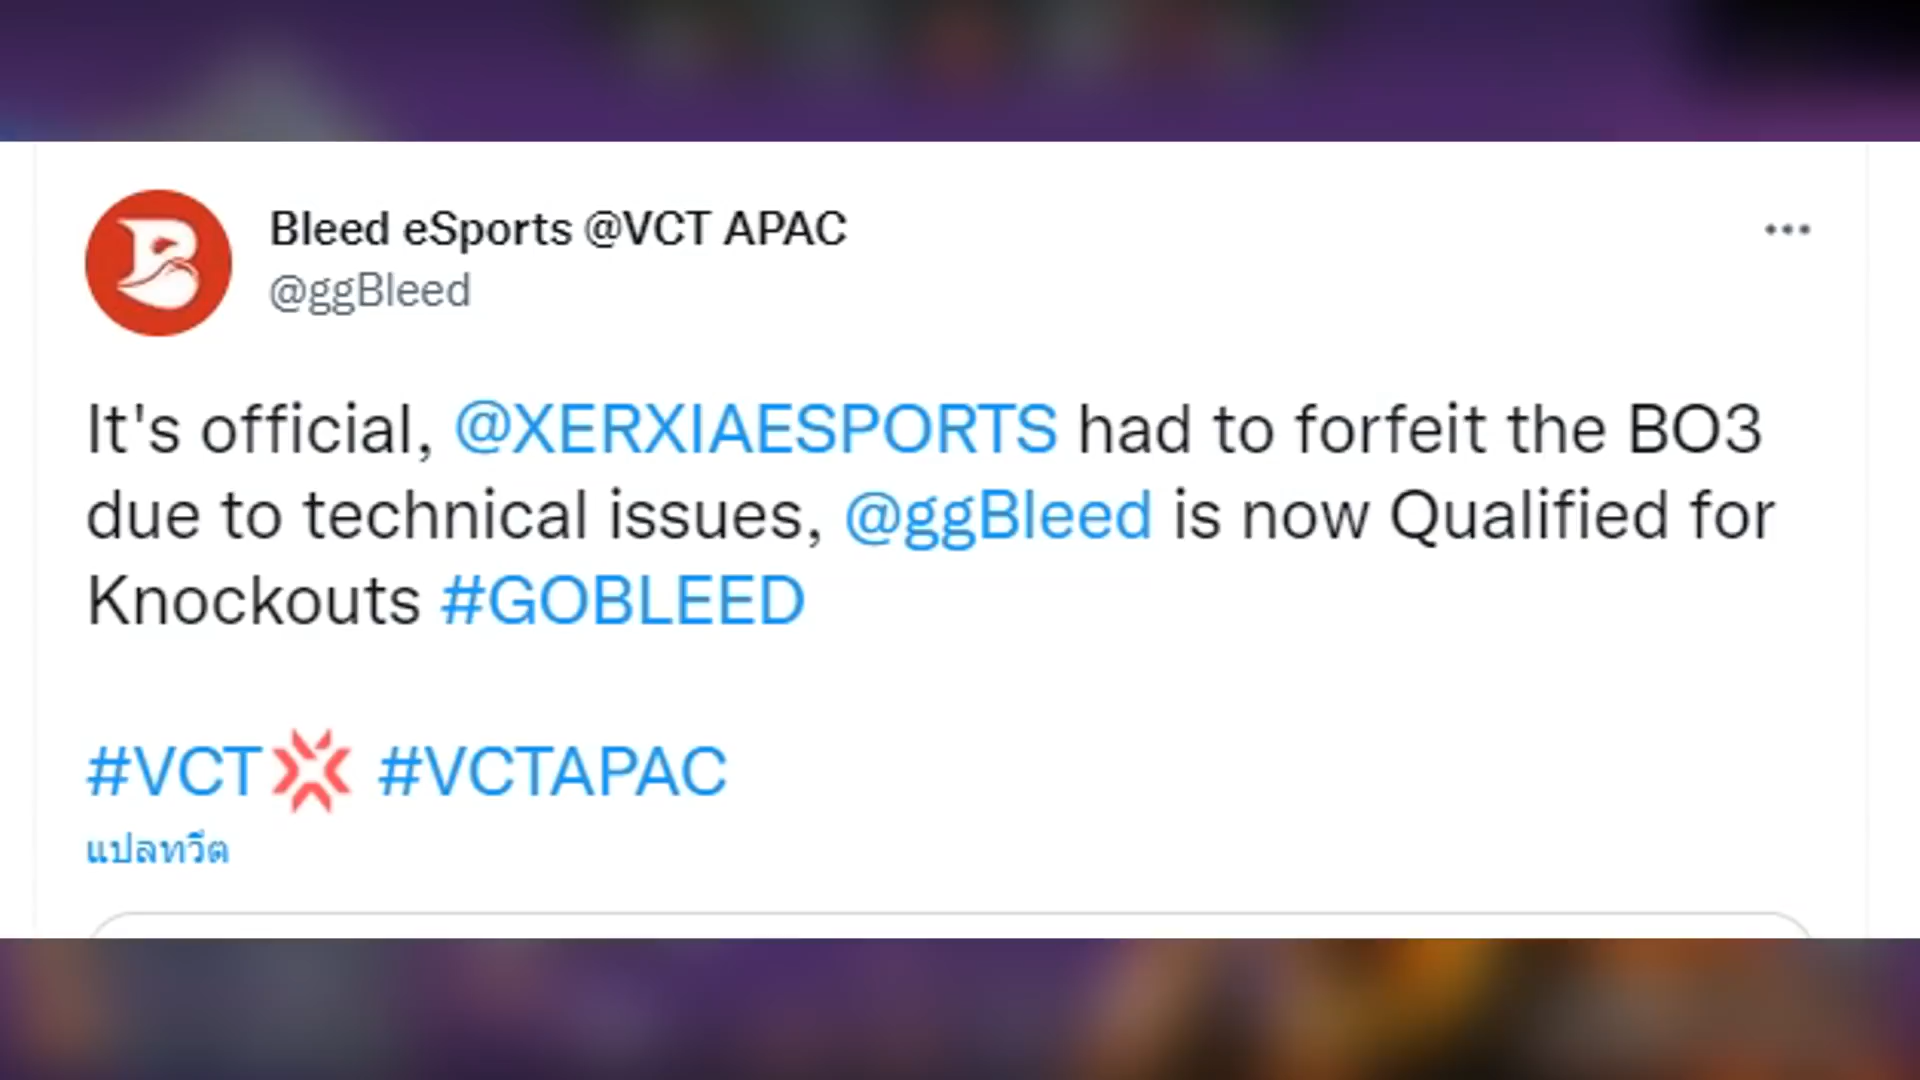 Bleed eSports @VCT APAC
@ggBleed
It's official, @XERXIAESPORTS had to forfeit the BO3
due to technical issues, @ggBleed is now Qualified for
Knockouts #GOBLEED
#VCT #VCTAPAC
แปลทวีต